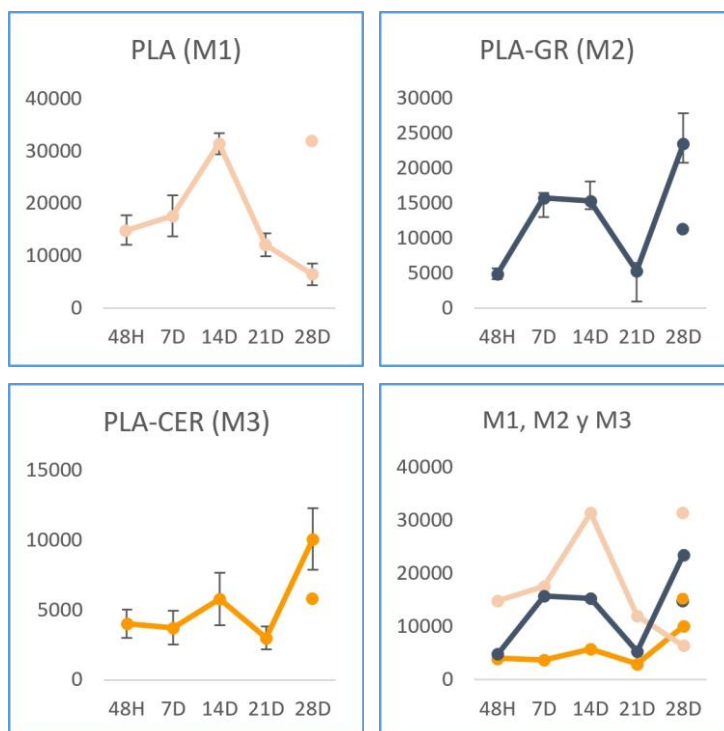 PLA (M1)
40000
30000
20000
10000
0
48H 7D 14D 21D 28D
PLA-GR (M2)
30000
25000
20000
15000
10000
5000
0
48H 7D 14D 21D 28D
PLA-CER (M3)
15000
10000
5000
0
48H 7D 14D 21D 28D
M1, M2 y M3
40000
30000
20000
10000
0
48H 7D 14D 21D 28D